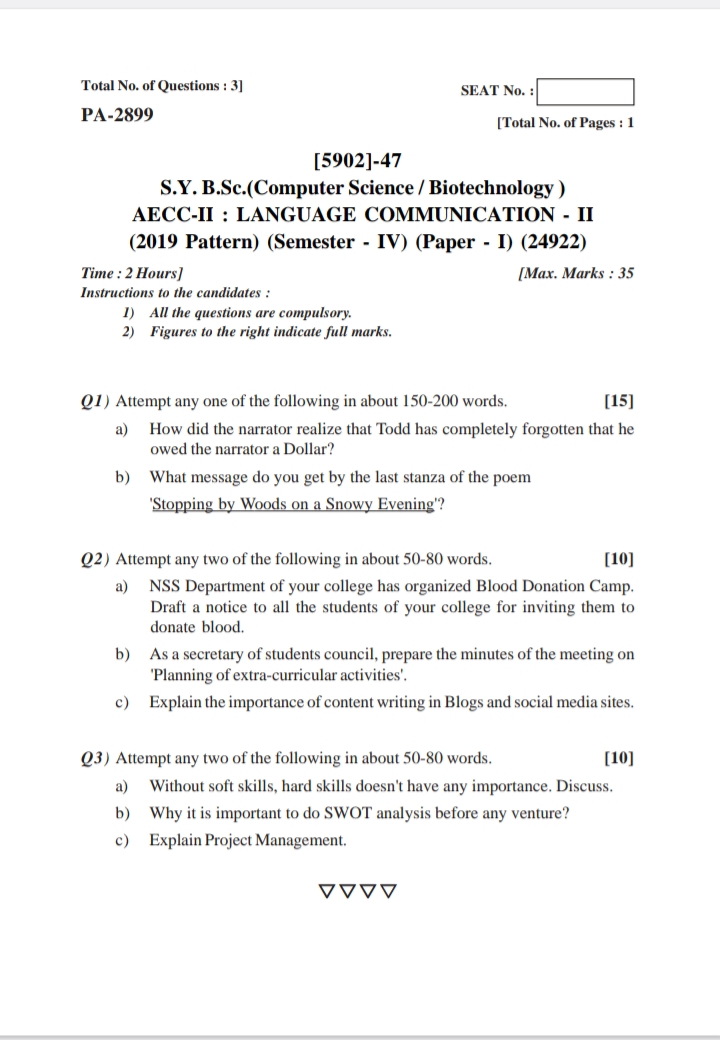 Total No. of Questions : 3]
SEAT No. :
PA-2899
[Total No. of Pages : 1
[5902]-47
S.Y. B.Sc.(Computer Science / Biotechnology )
AECC-II : LANGUAGE COMMUNICATION - II
(2019 Pattern) (Semester - IV) (Paper - I) (24922)
Time : 2 Hours]
[Max. Marks : 35
Instructions to the candidates :
1) All the questions are compulsory.
2) Figures to the right indicate full marks.
Q1) Attempt any one of the following in about 150-200 words. [15]
a) How did the narrator realize that Todd has completely forgotten that he
owed the narrator a Dollar?
b) What message do you get by the last stanza of the poem
'Stopping by Woods on a Snowy Evening'?
Q2) Attempt any two of the following in about 50-80 words. [10]
a) NSS Department of your college has organized Blood Donation Camp.
Draft a notice to all the students of your college for inviting them to
donate blood.
b) As a secretary of students council, prepare the minutes of the meeting on
'Planning of extra-curricular activities'.
c) Explain the importance of content writing in Blogs and social media sites.
Q3) Attempt any two of the following in about 50-80 words. [10]
a) Without soft skills, hard skills doesn't have any importance. Discuss.
b) Why it is important to do SWOT analysis before any venture?
c) Explain Project Management.